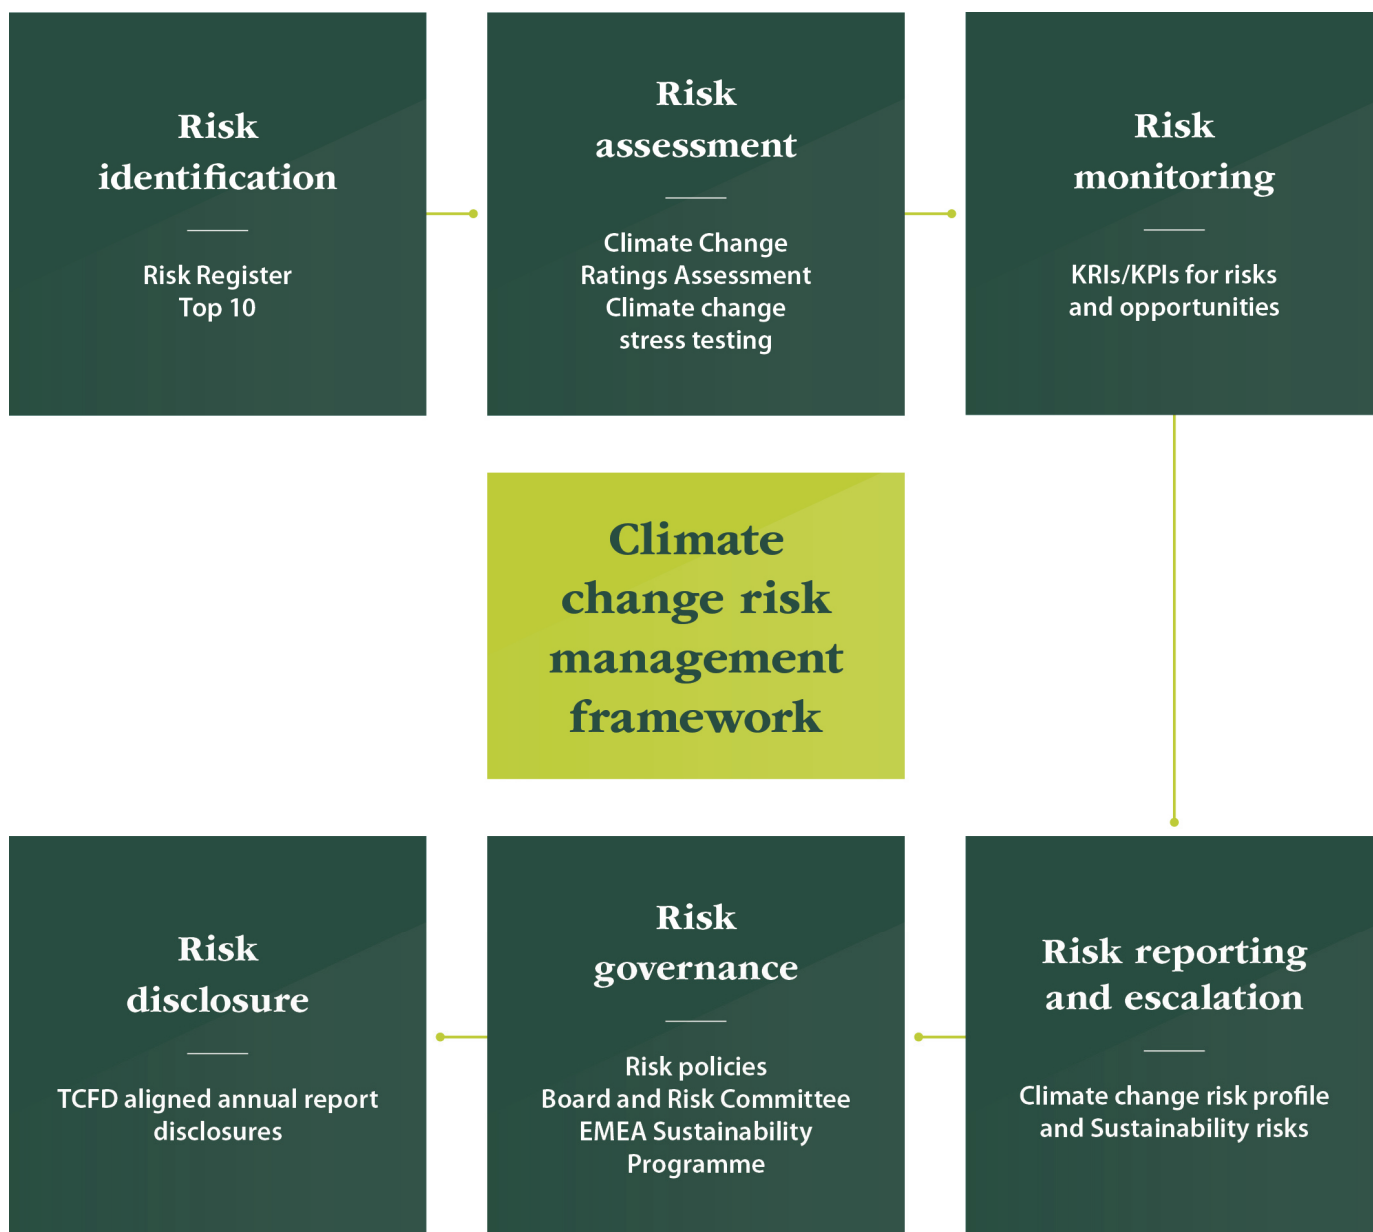 Risk
identification
Risk Register
Top 10
Risk
assessment
Climate Change
Ratings Assessment
Climate change
stress testing
Risk
monitoring
KRIs/KPIs for risks
and opportunities
Climate
change risk
management
framework
Risk
disclosure
TCFD aligned annual report
disclosures
Risk
governance
Risk policies
Board and Risk Committee
EMEA Sustainability
Programme
Risk reporting
and escalation
Climate change risk profile
and Sustainability risks